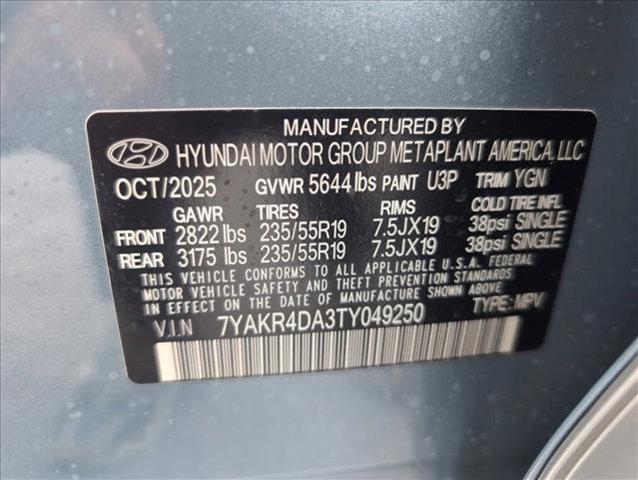 MANUFACTURED BY
HYUNDAI MOTOR GROUP METAPLANT AMERICA, LLC
OCT/2025 GVWR 5644 lbs PAINT U3P TRIM YGN
GAWR TIRES RIMS COLD TIRE INFL
FRONT 2822 lbs 235/55R19 7.5JX19 38psi SINGLE
REAR 3175 lbs 235/55R19 7.5JX19 38psi SINGLE
THIS VEHICLE CONFORMS TO ALL APPLICABLE U.S.A. FEDERAL
MOTOR VEHICLE SAFETY AND THEFT PREVENTION STANDARDS
IN EFFECT ON THE DATE OF MANUFACTURE SHOWN ABOVE
V.I.N 7YAKR4DA3TY049250 TYPE: MPV